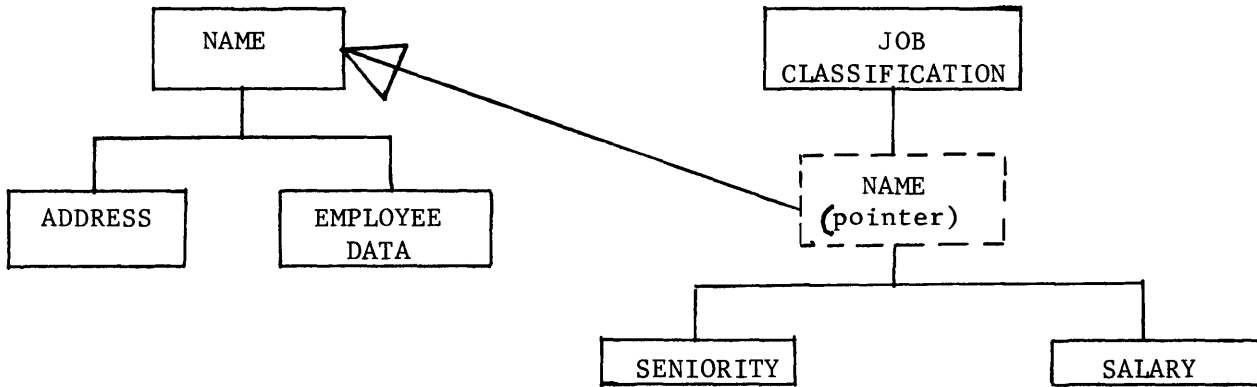 NAME
JOB
CLASSIFICATION
NAME
(pointer)
ADDRESS
EMPLOYEE
DATA
SENIORITY
SALARY